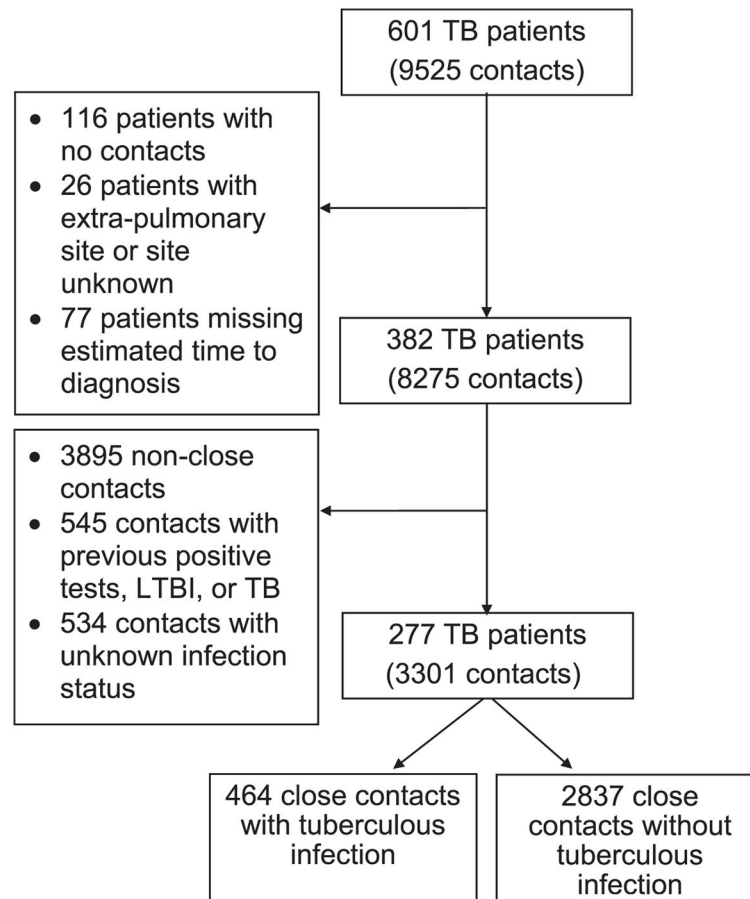 601 TB patients
(9525 contacts)
• 116 patients with
no contacts
• 26 patients with
extra-pulmonary
site or site
unknown
• 77 patients missing
estimated time to
diagnosis
382 TB patients
(8275 contacts)
• 3895 non-close
contacts
• 545 contacts with
previous positive
tests, LTBI, or TB
• 534 contacts with
unknown infection
status
277 TB patients
(3301 contacts)
464 close contacts
with tuberculous
infection
2837 close
contacts without
tuberculous
infection